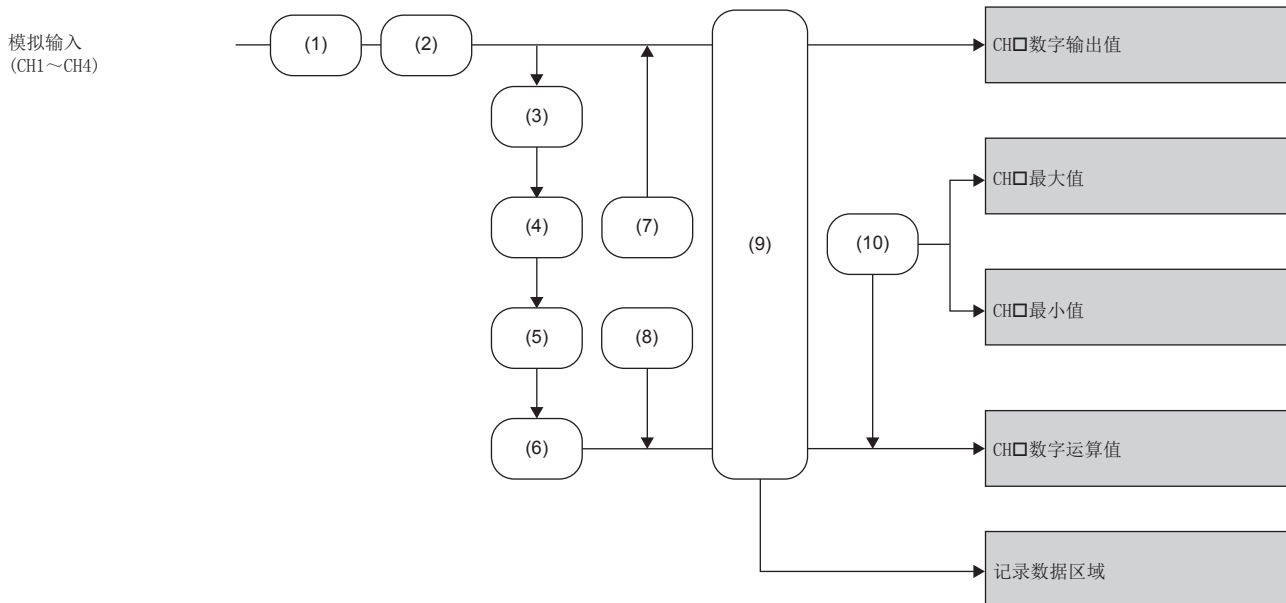 模拟输入
(CH1～CH4)
(1)
(2)
(3)
(4)
(5)
(6)
(7)
(8)
(9)
(10)
CH□数字输出值
CH□最大值
CH□最小值
CH□数字运算值
记录数据区域